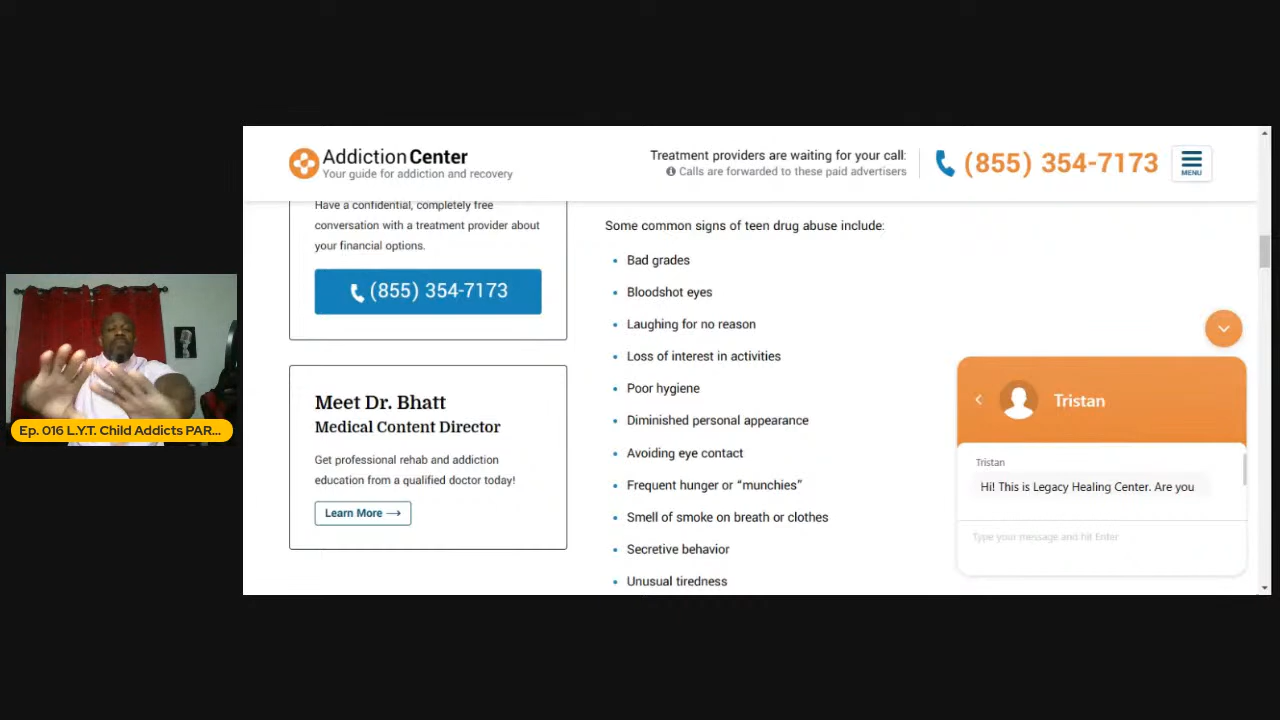 Addiction Center
Your guide for addiction and recovery
Treatment providers are waiting for your call:
Calls are forwarded to these paid advertisers
(855) 354-7173
MENU
Have a confidential, completely free
conversation with a treatment provider about
your financial options.
(855) 354-7173
Meet Dr. Bhatt
Medical Content Director
Get professional rehab and addiction
education from a qualified doctor today!
Learn More →
Some common signs of teen drug abuse include:
• Bad grades
• Bloodshot eyes
• Laughing for no reason
• Loss of interest in activities
• Poor hygiene
• Diminished personal appearance
• Avoiding eye contact
• Frequent hunger or “munchies”
• Smell of smoke on breath or clothes
• Secretive behavior
• Unusual tiredness
Tristan
Tristan
Hi! This is Legacy Healing Center. Are you
Type your message and hit Enter
Ep. 016 L.Y.T. Child Addicts PAR...